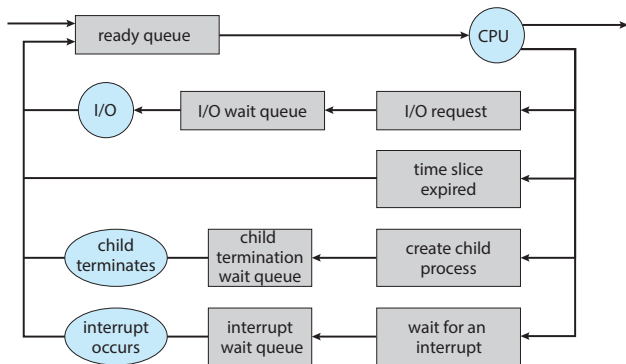 ready queue
CPU
I/O
I/O wait queue
I/O request
time slice
expired
child
terminates
child
termination
wait queue
create child
process
interrupt
occurs
interrupt
wait queue
wait for an
interrupt